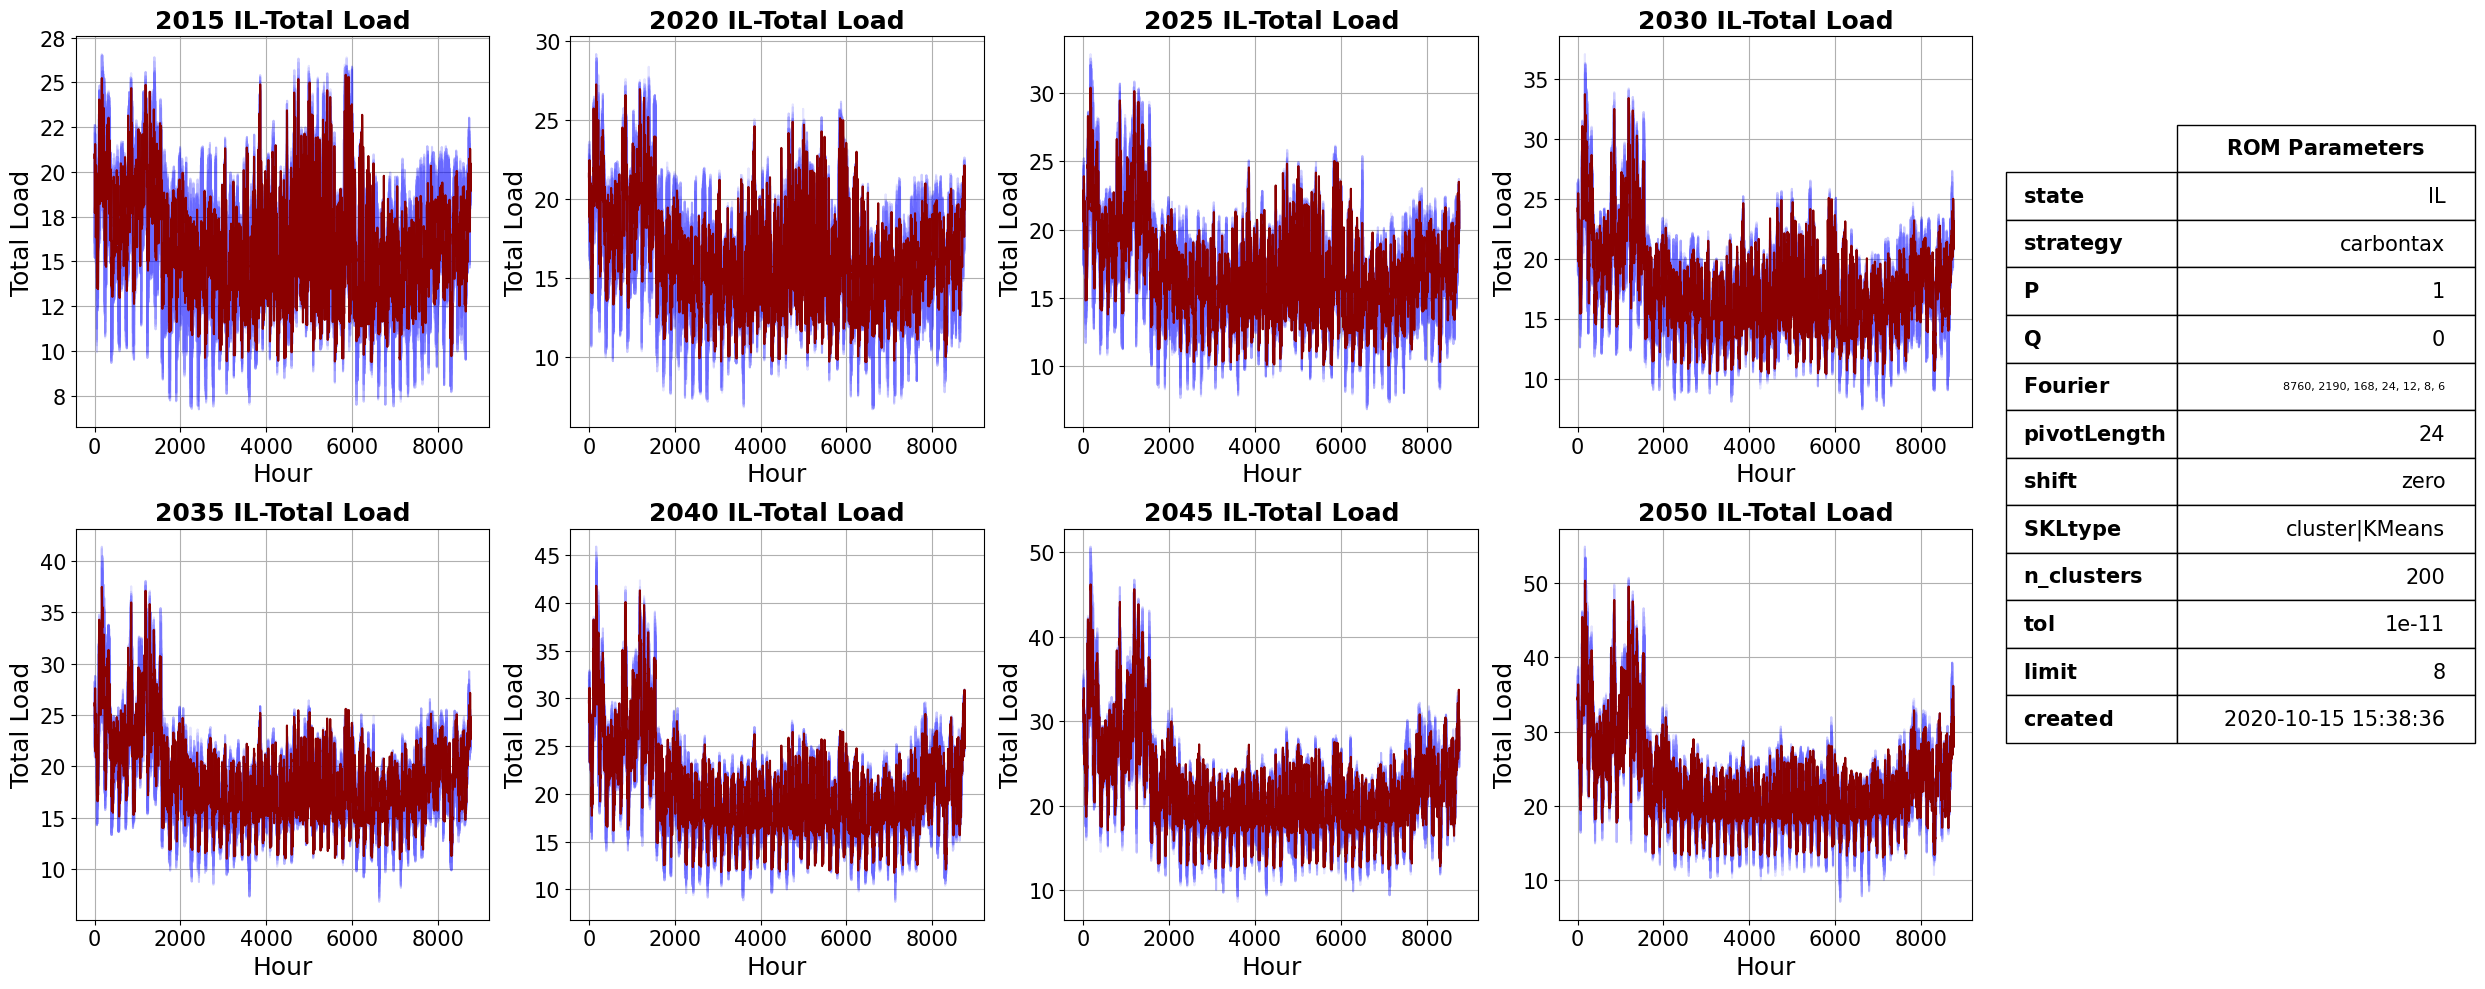 2015 IL-Total Load
28
25
22
20
18
15
12
10
8
Total Load
0 2000 4000 6000 8000
Hour
2020 IL-Total Load
30
25
20
15
10
Total Load
0 2000 4000 6000 8000
Hour
2025 IL-Total Load
30
25
20
15
10
Total Load
0 2000 4000 6000 8000
Hour
2030 IL-Total Load
35
30
25
20
15
10
Total Load
0 2000 4000 6000 8000
Hour
2035 IL-Total Load
40
35
30
25
20
15
10
Total Load
0 2000 4000 6000 8000
Hour
2040 IL-Total Load
45
40
35
30
25
20
15
10
Total Load
0 2000 4000 6000 8000
Hour
2045 IL-Total Load
50
40
30
20
10
Total Load
0 2000 4000 6000 8000
Hour
2050 IL-Total Load
50
40
30
20
10
Total Load
0 2000 4000 6000 8000
Hour
ROM Parameters
state IL
strategy carbontax
P 1
Q 0
Fourier 8760, 2190, 168, 24, 12, 8, 6
pivotLength 24
shift zero
SKLtype cluster|KMeans
n_clusters 200
tol 1e-11
limit 8
created 2020-10-15 15:38:36